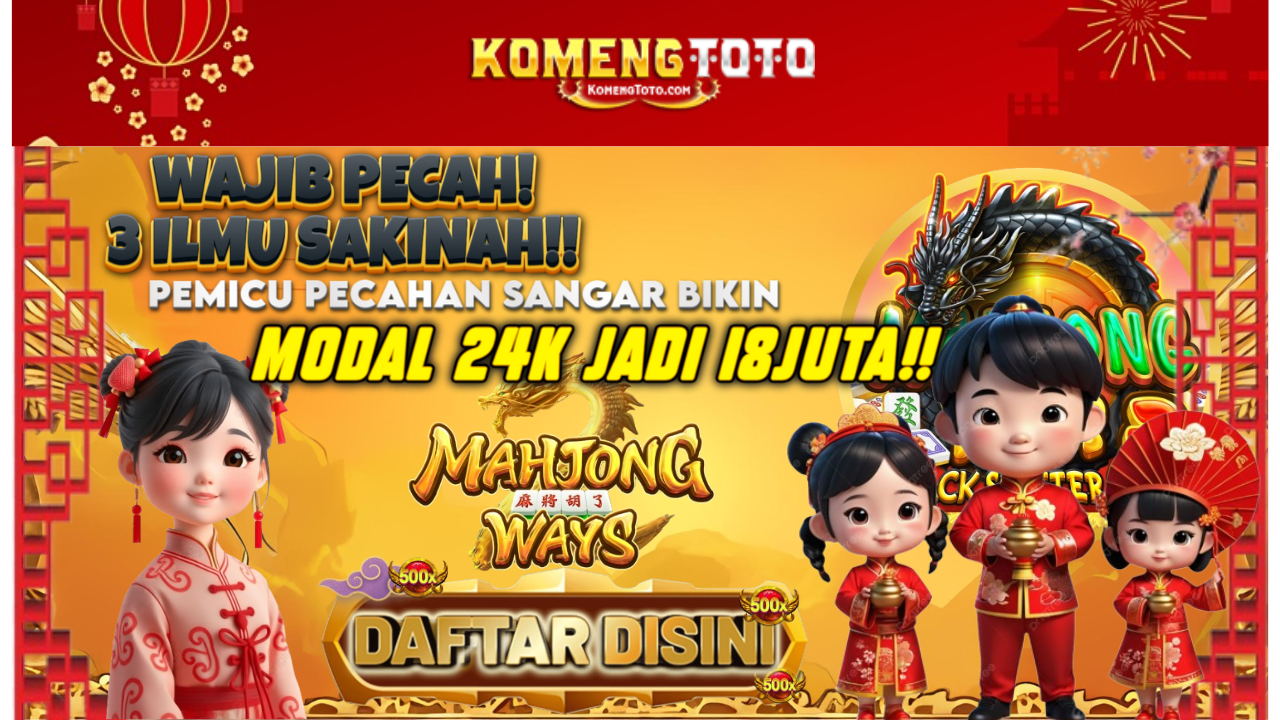 KOMENGTOTO
KOMENGTOTO.COM
WAJIB PECAH!
3 ILMU SAKINAH!!
PEMICU PECAHAN SANGAR BIKIN
MODAL 24K JADI 18JUTA!!
MAHJONG
麻將胡了
WAYS
發
500x
500x
DAFTAR DISINI
500x